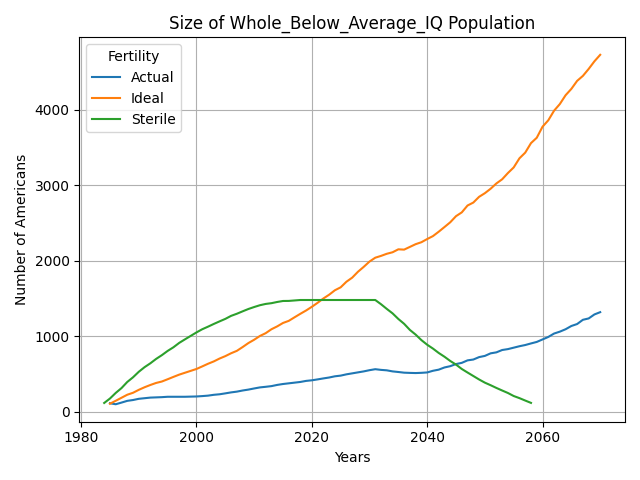 Size of Whole_Below_Average_IQ Population
Fertility
Actual
Ideal
Sterile
Number of Americans
4000
3000
2000
1000
0
1980 2000 2020 2040 2060
Years